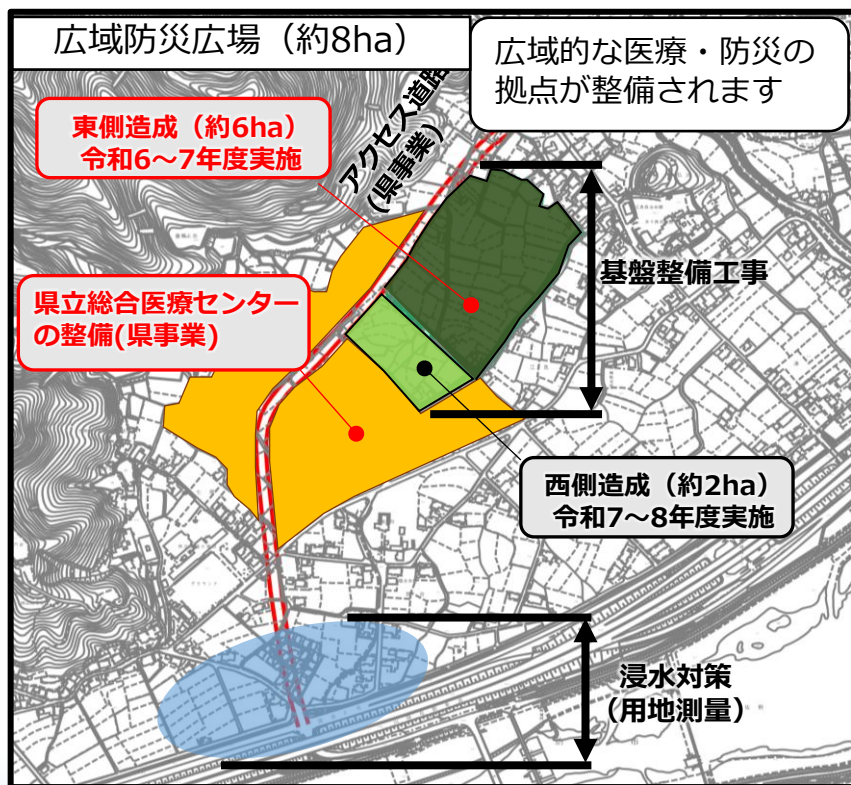 広域防災広場（約8ha）
広域的な医療・防災の
拠点が整備されます
東側造成（約6ha）
令和6～7年度実施
アクセス道路
(県事業)
基盤整備工事
県立総合医療センター
の整備(県事業)
西側造成（約2ha）
令和7～8年度実施
浸水対策
（用地測量）